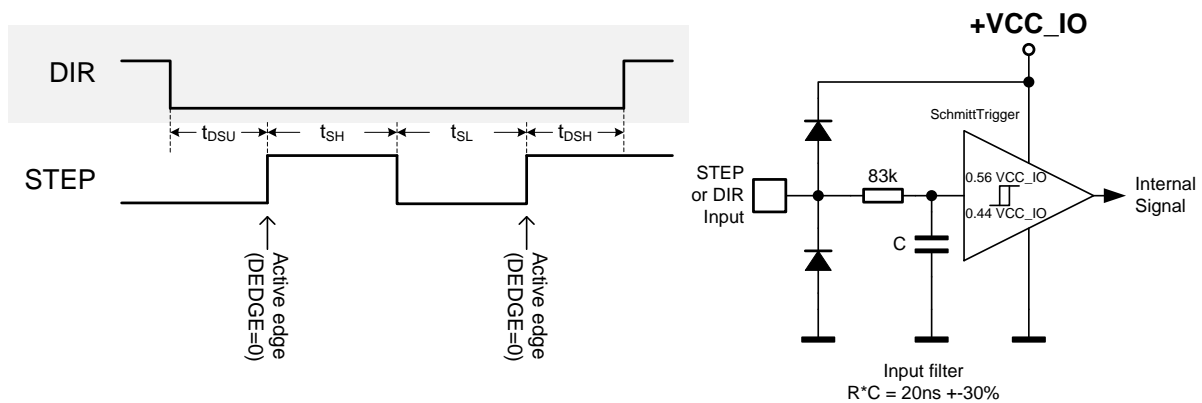 DIR
tDSU
tSH
tSL
tDSH
STEP
Active edge
(DEDGE=0)
Active edge
(DEDGE=0)
+VCC_IO
SchmittTrigger
83k
STEP
or DIR
Input
0.56 VCC_IO
0.44 VCC_IO
Internal
Signal
C
Input filter
R*C = 20ns +-30%